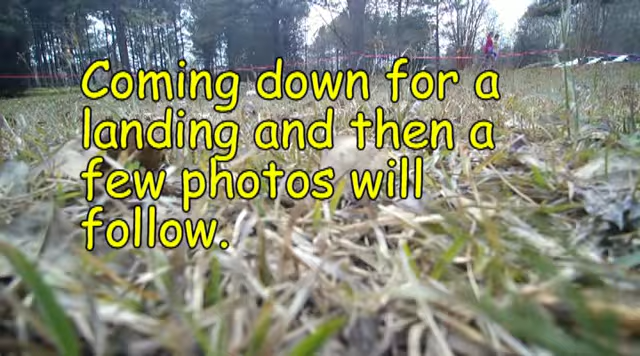 Coming down for a
landing and then a
few photos will
follow.